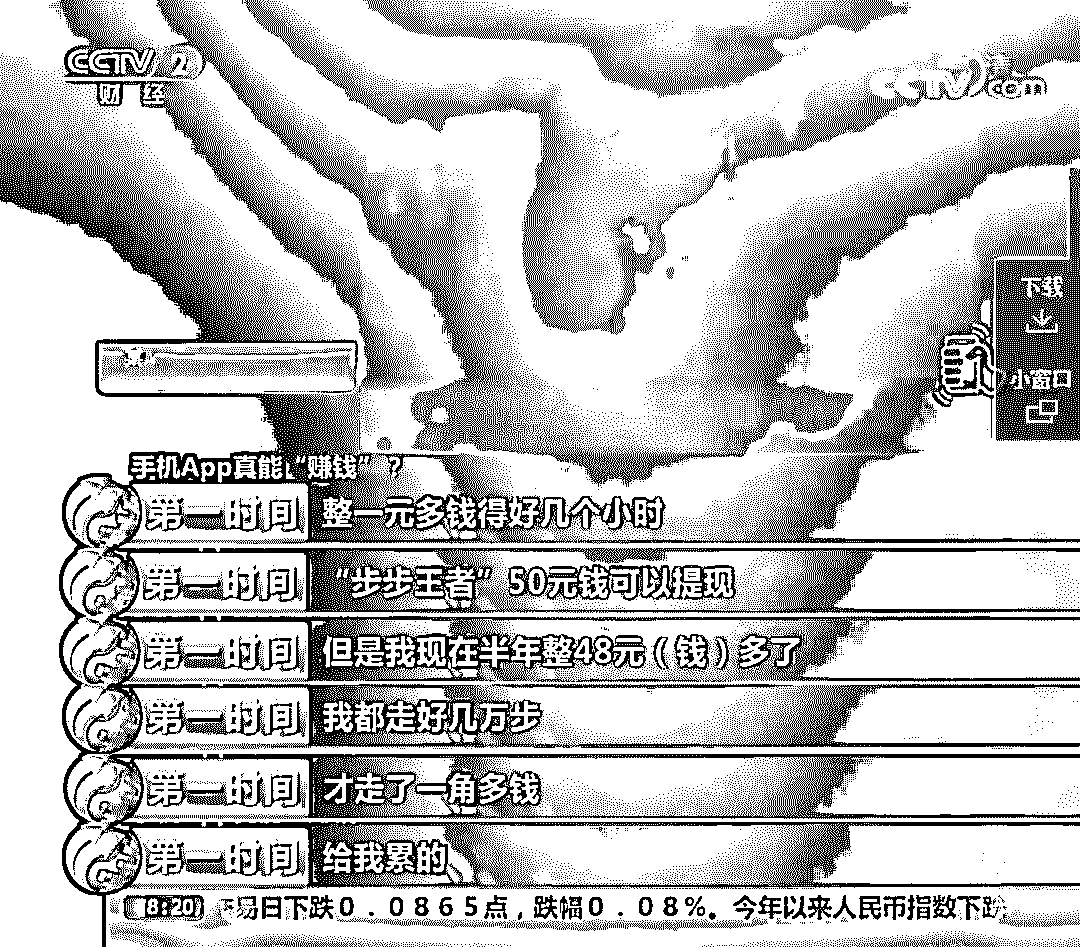 CCTV 2
财经
CCTV com
下载
小窗口
手机App真能“赚钱”?
第一时间 整一元多钱得好几个小时
第一时间 “步步王者”50元钱可以提现
第一时间 但是我现在半年整48元(钱)多了
第一时间 我都走好几万步
第一时间 才走了一角多钱
第一时间 给我累的
8:20 易日下跌0.0865点,跌幅0.08%。今年以来人民币指数下跌